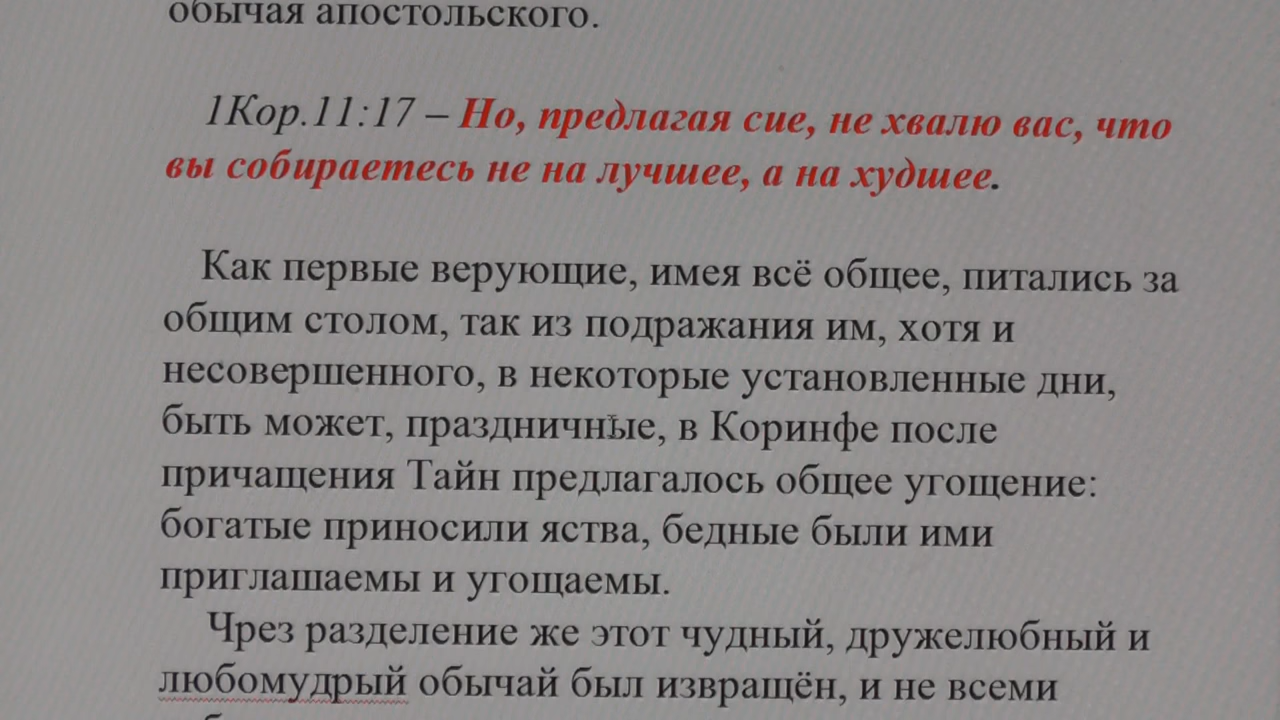 обычая апостольского.
1Кор.11:17 – Но, предлагая сие, не хвалю вас, что
вы собираетесь не на лучшее, а на худшее.
Как первые верующие, имея всё общее, питались за
общим столом, так из подражания им, хотя и
несовершенного, в некоторые установленные дни,
быть может, праздничные, в Коринфе после
причащения Тайн предлагалось общее угощение:
богатые приносили яства, бедные были ими
приглашаемы и угощаемы.
Чрез разделение же этот чудный, дружелюбный и
любомудрый обычай был извращён, и не всеми